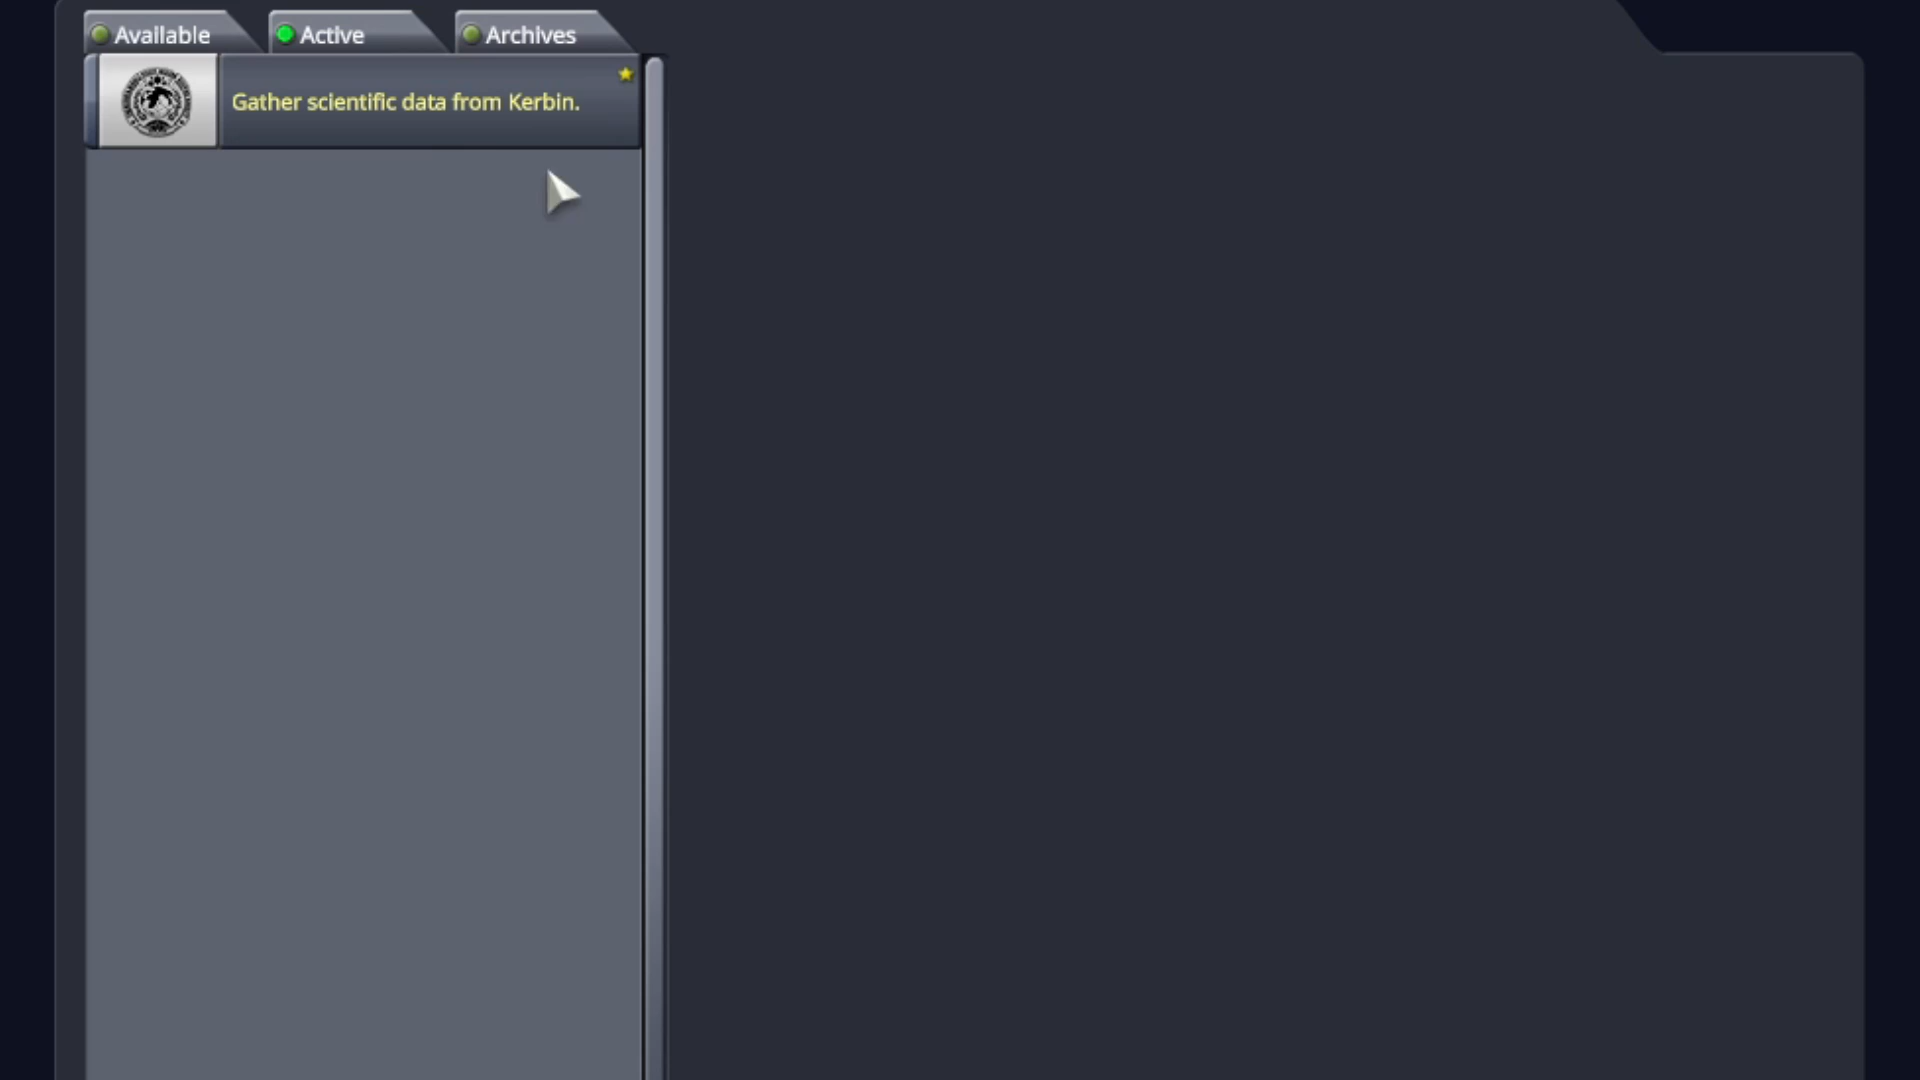 Available
Active
Archives
Gather scientific data from Kerbin.